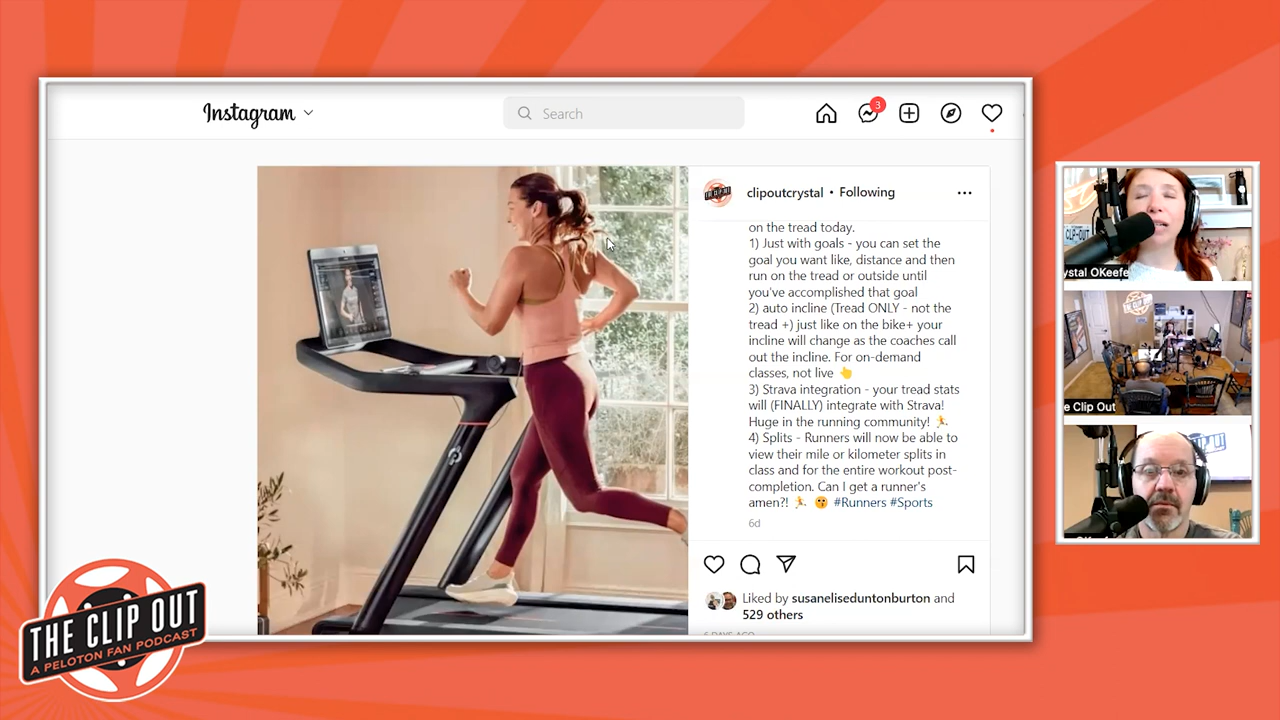 Instagram
Search
3
clipoutcrystal • Following
on the tread today.
1) Just with goals - you can set the
goal you want like, distance and then
run on the tread or outside until
you've accomplished that goal
2) auto incline (Tread ONLY - not the
tread +) just like on the bike+ your
incline will change as the coaches call
out the incline. For on-demand
classes, not live 👆
3) Strava integration - your tread stats
will (FINALLY) integrate with Strava!
Huge in the running community! 🏃
4) Splits - Runners will now be able to
view their mile or kilometer splits in
class and for the entire workout post-
completion. Can I get a runner's
amen?! 🏃 😗 #Runners #Sports
6d
Liked by susaneliseduntonburton and
529 others
6 DAYS AGO
ystal OKeefe
e Clip Out
THE CLIP OUT
A PELOTON FAN PODCAST